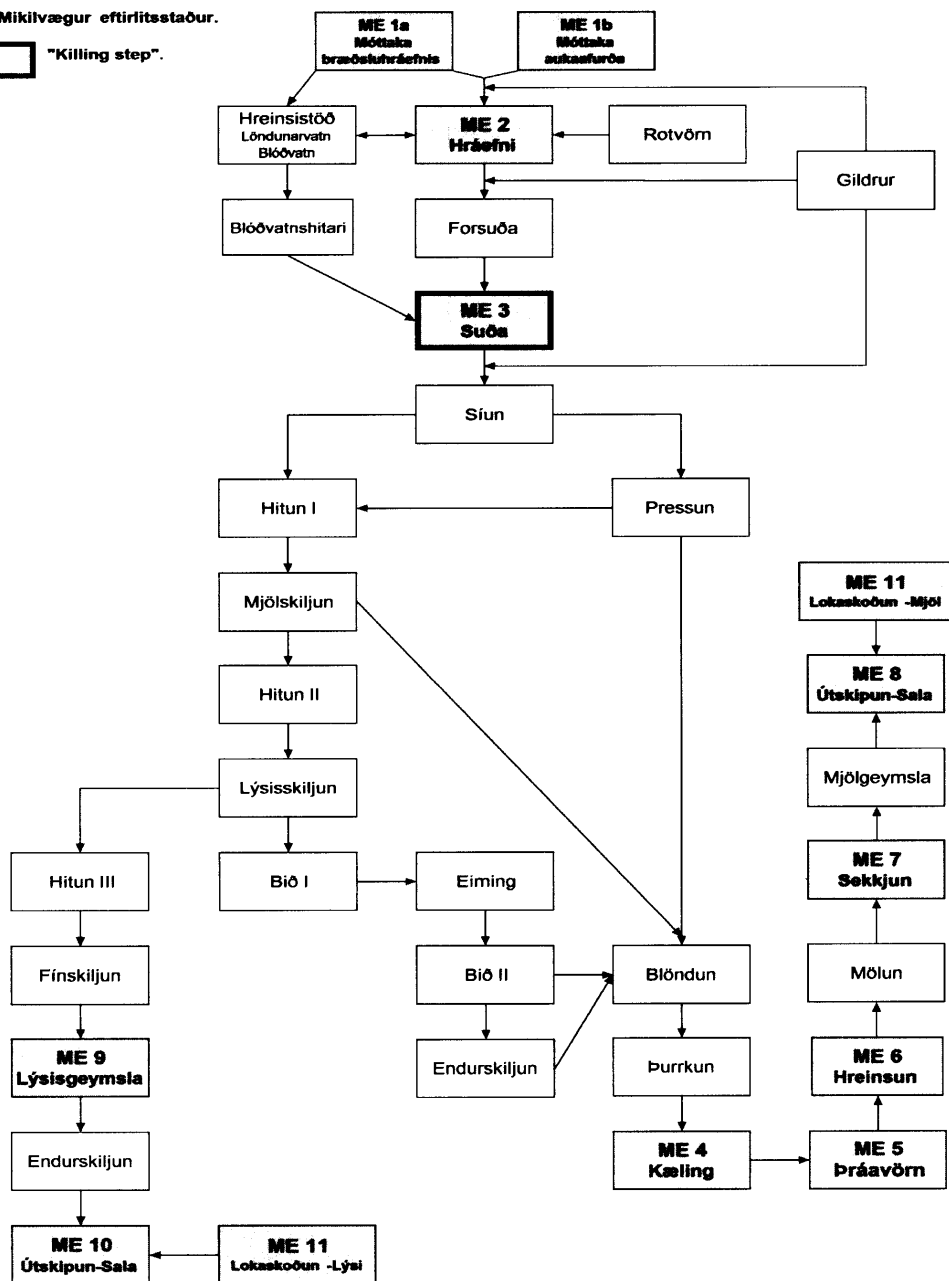 Mikilvægur eftirlitsstaður.
"Killing step".
ME 1a
Móttaka
bræðsluhráefnis
ME 1b
Móttaka
aukaafurða
Hreinsistöð
Löndunarvatn
Blóðvatn
ME 2
Hráefni
Rotvörn
Gildrur
Blóðvatnshitari
Forsuða
ME 3
Suða
Síun
Hitun I
Pressun
Mjölskiljun
ME 11
Lokaskoðun -Mjöl
Hitun II
ME 8
Útskipun-Sala
Lýsisskiljun
Mjölgeymsla
Hitun III
Bið I
Eiming
ME 7
Sekkjun
Fínskiljun
Bið II
Blöndun
Mölun
ME 9
Lýsisgeymsla
Endurskiljun
Þurrkun
ME 6
Hreinsun
Endurskiljun
ME 4
Kæling
ME 5
Þráavörn
ME 10
Útskipun-Sala
ME 11
Lokaskoðun -Lýsi